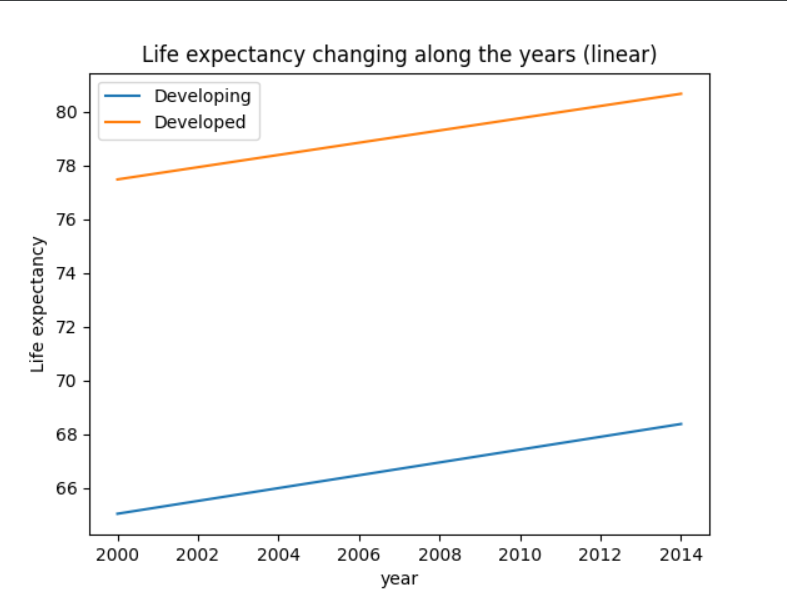 Life expectancy changing along the years (linear)
Developing
Developed
80
78
76
74
72
70
68
66
Life expectancy
2000 2002 2004 2006 2008 2010 2012 2014
year